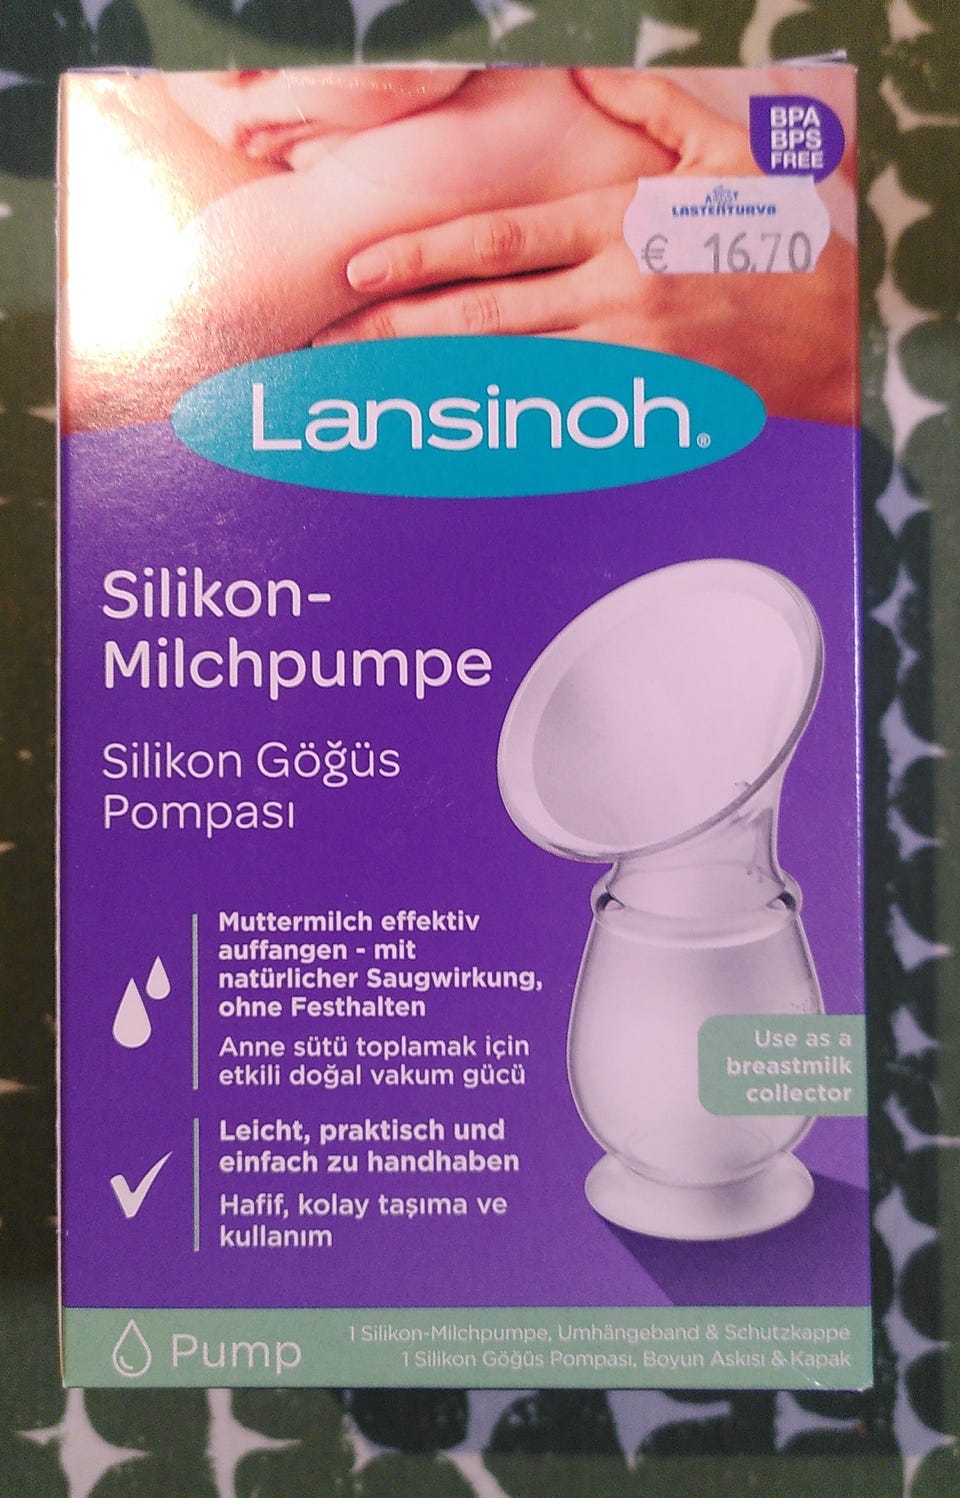 BPA
BPS
FREE
LASTENTURVA
€ 16.70
Lansinoh®
Silikon-
Milchpumpe
Silikon Göğüs
Pompası
Muttermilch effektiv
auffangen - mit
natürlicher Saugwirkung,
ohne Festhalten
Anne sütü toplamak için
etkili doğal vakum gücü
Leicht, praktisch und
einfach zu handhaben
Hafif, kolay taşıma ve
kullanım
Use as a
breastmilk
collector
Pump
1 Silikon-Milchpumpe, Umhängeband & Schutzkappe
1 Silikon Göğüs Pompası, Boyun Askısı & Kapak